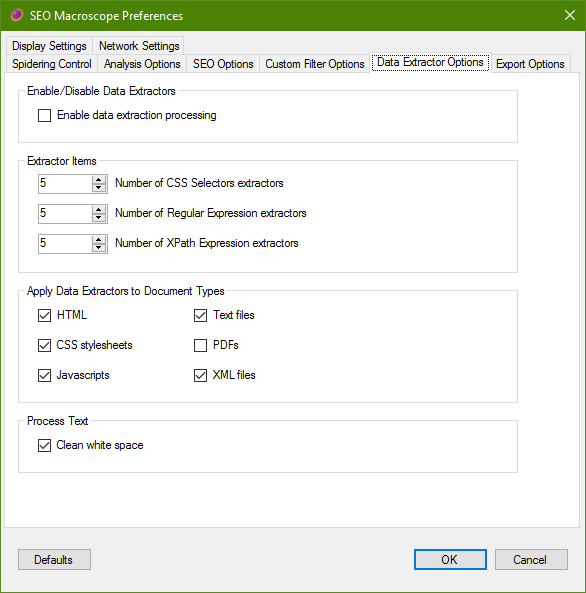 SEO Macroscope Preferences
Display Settings Network Settings
Spidering Control Analysis Options SEO Options Custom Filter Options Data Extractor Options Export Options
Enable/Disable Data Extractors
Enable data extraction processing
Extractor Items
5 Number of CSS Selectors extractors
5 Number of Regular Expression extractors
5 Number of XPath Expression extractors
Apply Data Extractors to Document Types
HTML Text files
CSS stylesheets PDFs
Javascripts XML files
Process Text
Clean white space
Defaults OK Cancel